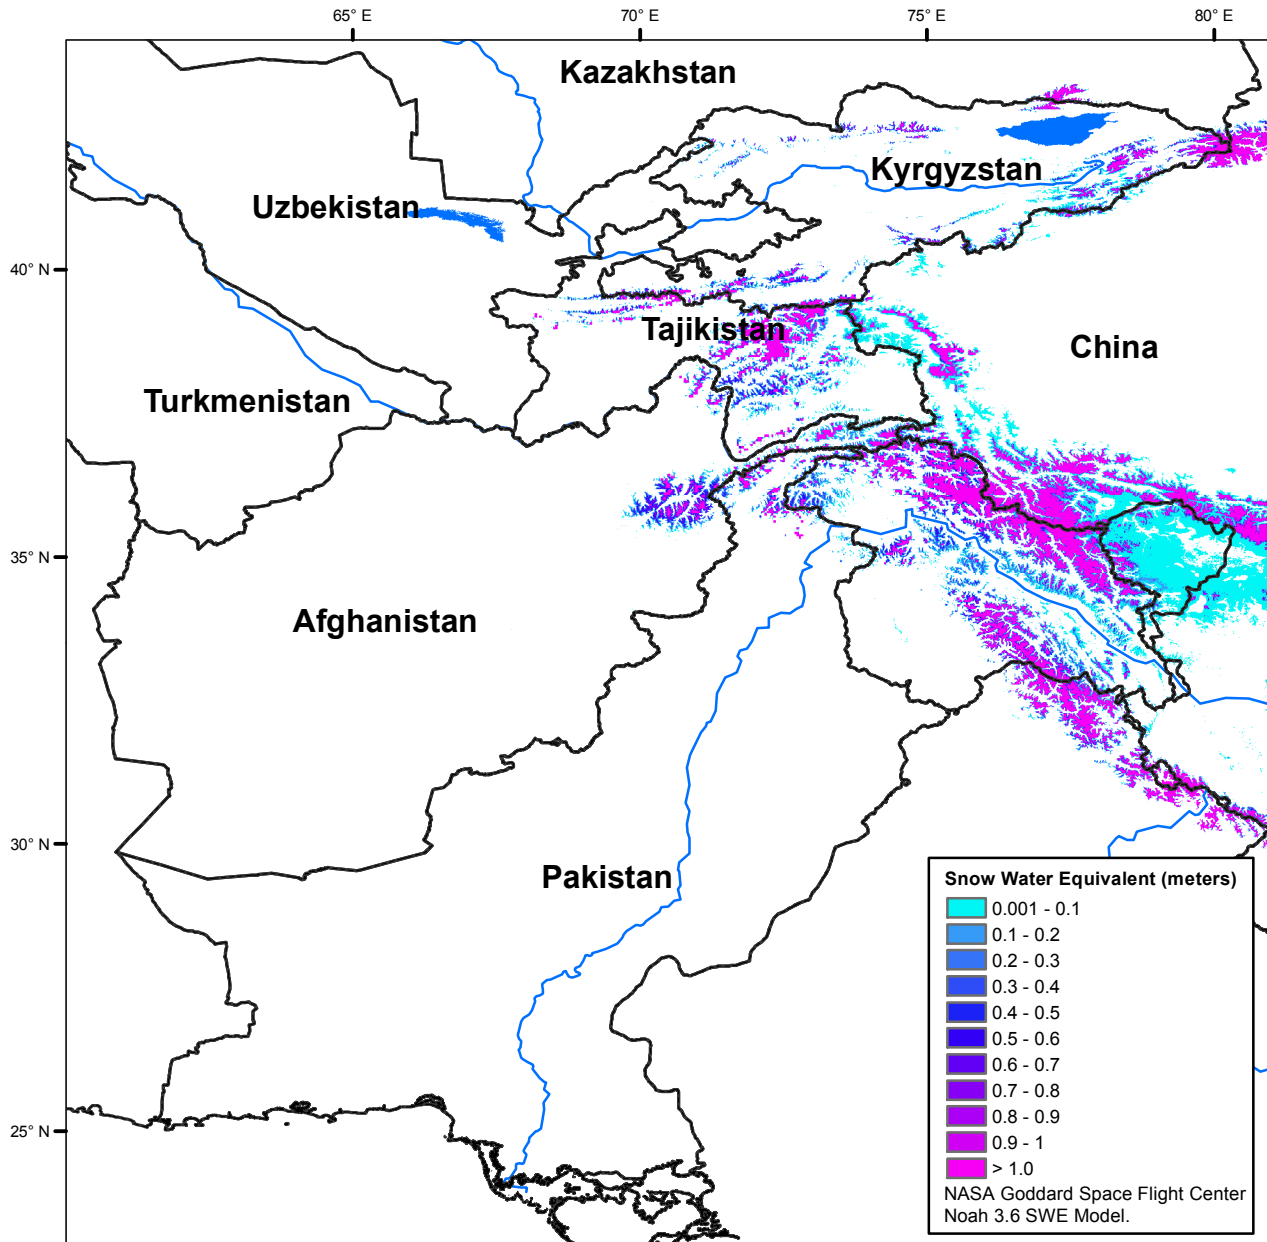 65° E
70° E
75° E
80° E
Kazakhstan
Kyrgyzstan
Uzbekistan
40° N
Tajikistan
China
Turkmenistan
35° N
Afghanistan
30° N
Pakistan
25° N
Snow Water Equivalent (meters)
0.001 - 0.1
0.1 - 0.2
0.2 - 0.3
0.3 - 0.4
0.4 - 0.5
0.5 - 0.6
0.6 - 0.7
0.7 - 0.8
0.8 - 0.9
0.9 - 1
> 1.0
NASA Goddard Space Flight Center
Noah 3.6 SWE Model.